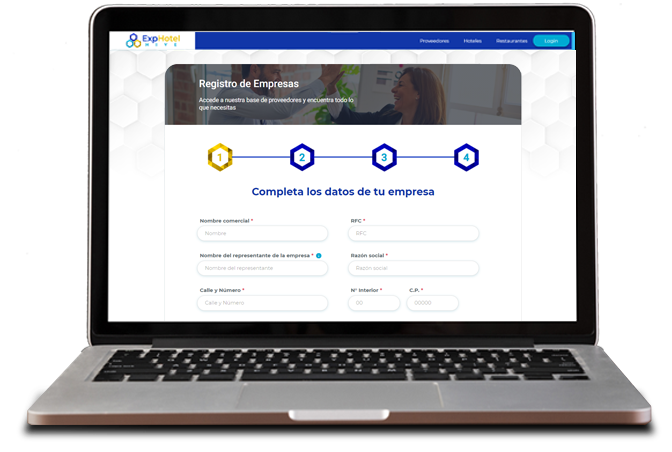 ExpHotel
HIVE
Proveedores Hoteles Restaurantes Login
Registro de Empresas
Accede a nuestra base de proveedores y encuentra todo lo
que necesitas
1 2 3 4
Completa los datos de tu empresa
Nombre comercial * RFC *
Nombre RFC
Nombre del representante de la empresa * Razón social *
Nombre del representante Razón social
Calle y Número * N° Interior * C.P. *
Calle y Número 00 00000